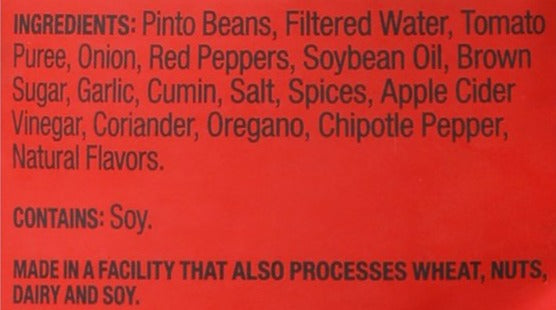 INGREDIENTS: Pinto Beans, Filtered Water, Tomato
Puree, Onion, Red Peppers, Soybean Oil, Brown
Sugar, Garlic, Cumin, Salt, Spices, Apple Cider
Vinegar, Coriander, Oregano, Chipotle Pepper,
Natural Flavors.
CONTAINS: Soy.
MADE IN A FACILITY THAT ALSO PROCESSES WHEAT, NUTS,
DAIRY AND SOY.